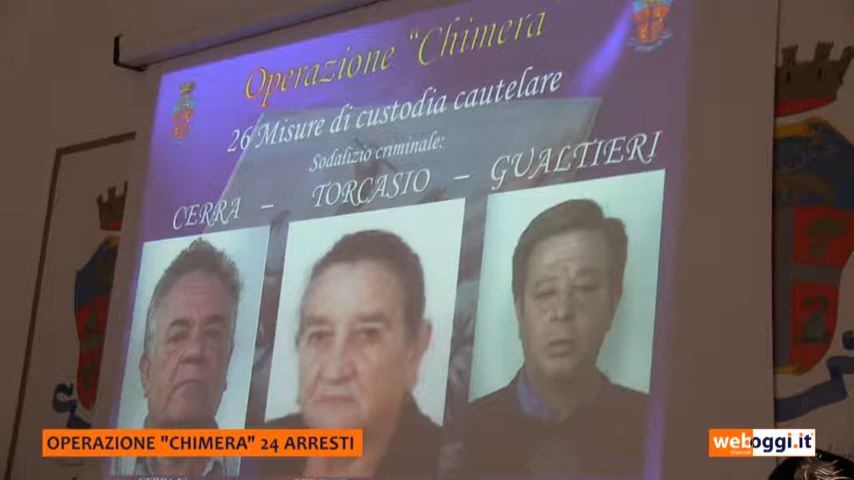 Operazione "Chimera
26 Misure di custodia cautelare
Sodalizio criminale:
CERRA – TORCASIO – GUALTIERI
OPERAZIONE "CHIMERA" 24 ARRESTI
weboggi.it